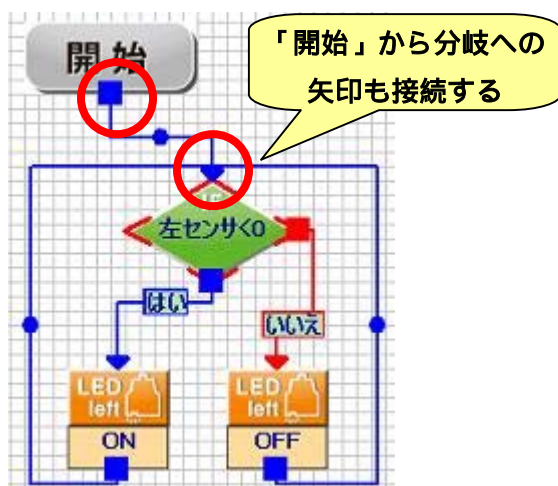 「開始」から分岐への
矢印も接続する
開始
左センサ<0
はい
いいえ
LED
left
ON
LED
left
OFF